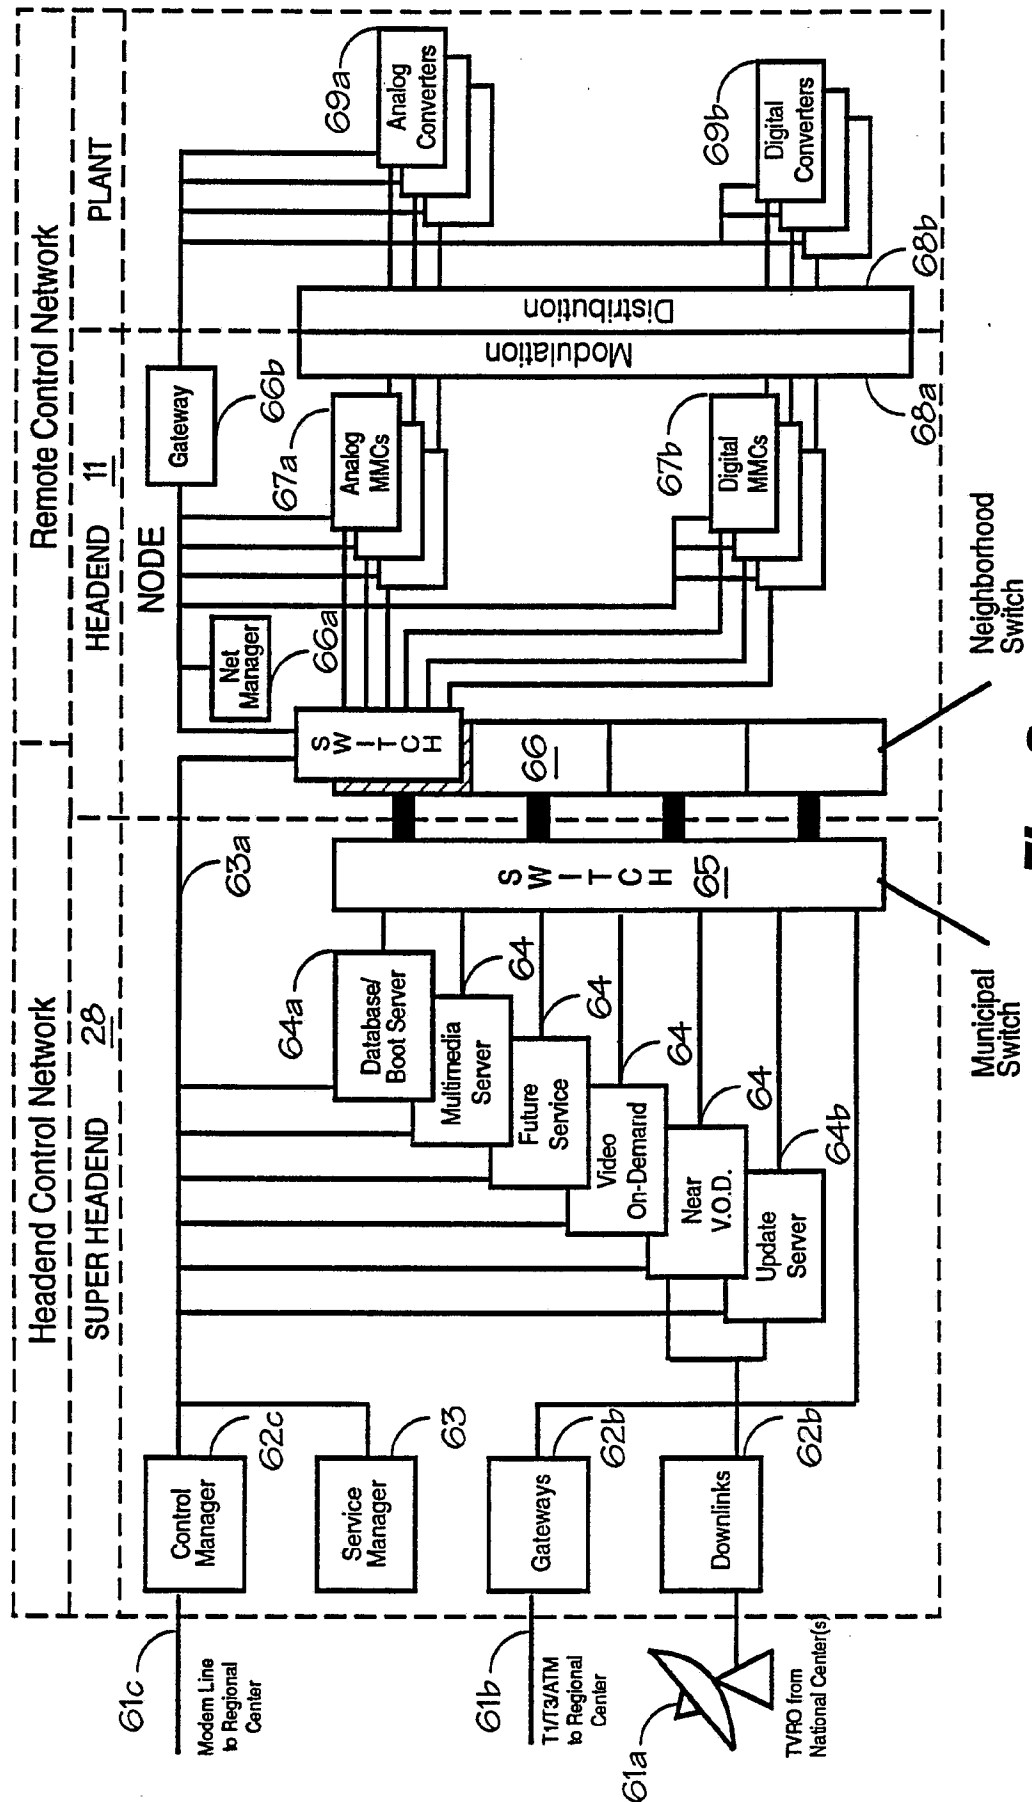 Headend Control Network
Remote Control Network
SUPER HEADEND 28
HEADEND 11
PLANT
NODE
61c
Modem Line
to Regional
Center
Control
Manager
62c
63a
Service
Manager
63
61b
T1/T3/ATM
to Regional
Center
Gateways
62b
61a
TVRO from
National Center(s)
Downlinks
62b
64a
Database/
Boot Server
Multimedia
Server
64
Future
Service
64
Video
On-Demand
64
Near
V.O.D.
64
Update
Server
64b
SWITCH
65
Municipal
Switch
SWITCH
66
Neighborhood
Switch
Net
Manager
66a
Gateway
66b
67a
Analog
MMCs
67b
Digital
MMCs
Modulation
68a
Distribution
68b
69a
Analog
Converters
69b
Digital
Converters